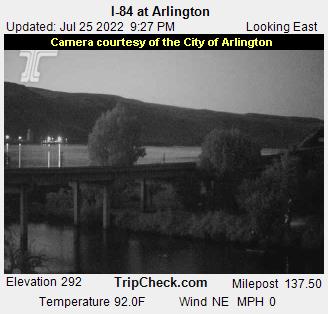 I-84 at Arlington
Updated: Jul 25 2022 9:27 PM Looking East
Camera courtesy of the City of Arlington
Elevation 292 TripCheck.com Milepost 137.50
Temperature 92.0F Wind NE MPH 0